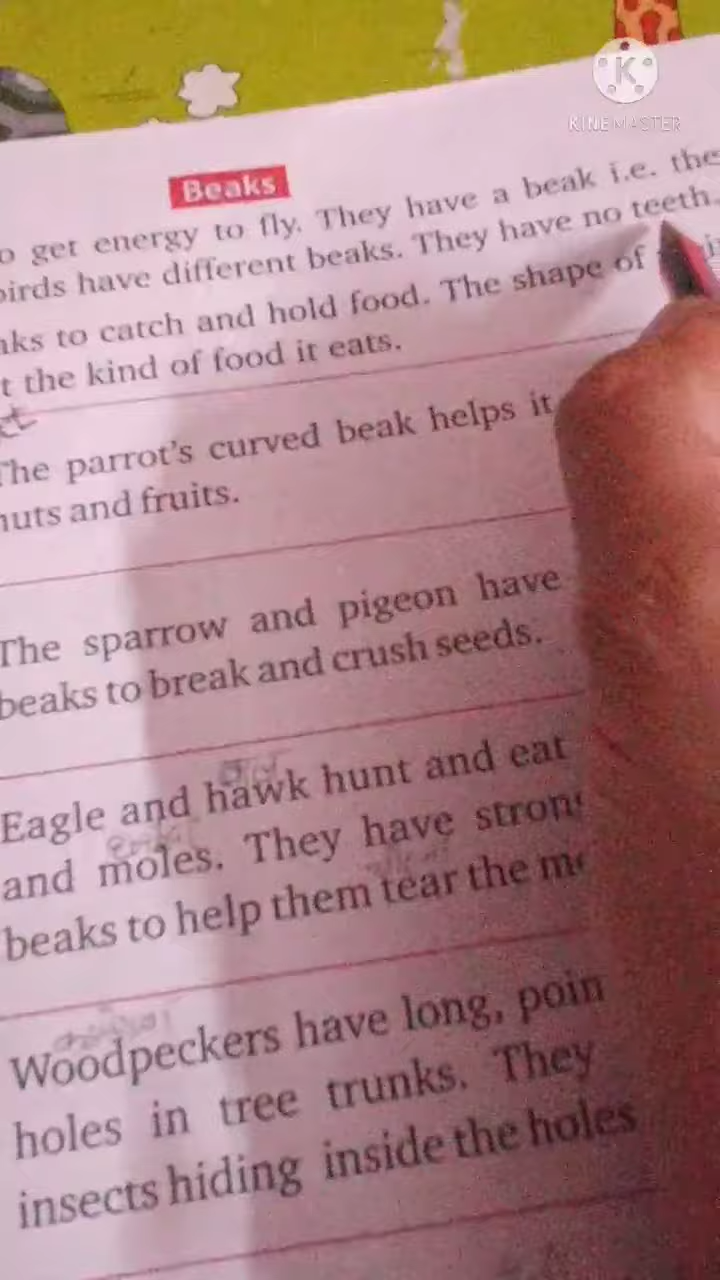 KINEMASTER
Beaks
get energy to fly. They have a beak i.e. the
birds have different beaks. They have no teeth.
to catch and hold food. The shape of
the kind of food it eats.
The parrot's curved beak helps it
nuts and fruits.
The sparrow and pigeon have
beaks to break and crush seeds.
Eagle and hawk hunt and eat
and moles. They have strong
beaks to help them tear the
Woodpeckers have long, poin
holes in tree trunks. They
insects hiding inside the holes